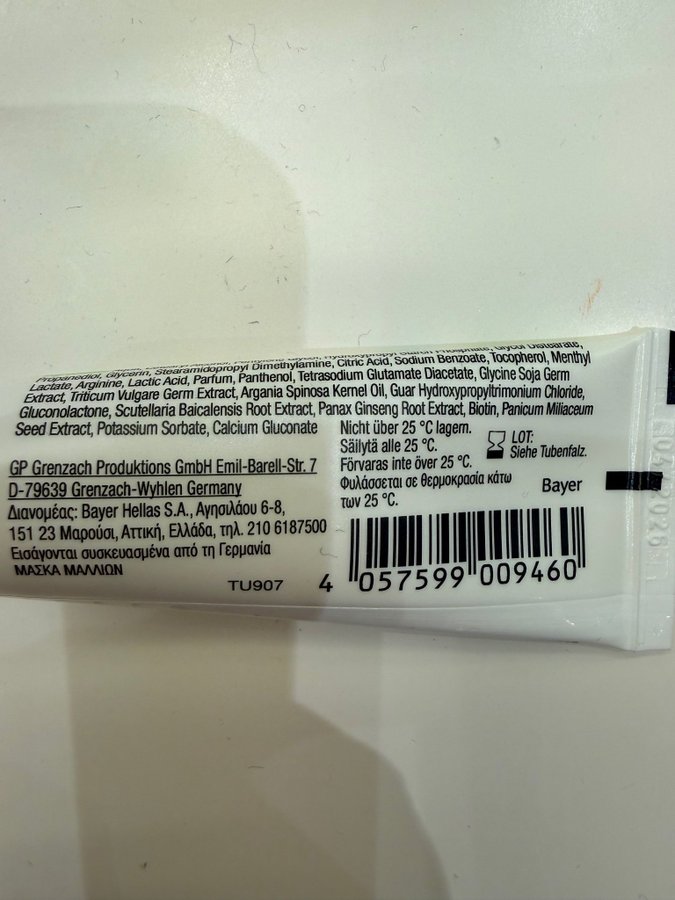 Propanediol, Glycerin, Stearamidopropyl Dimethylamine, Citric Acid, Sodium Benzoate, Tocopherol, Menthyl
Lactate, Arginine, Lactic Acid, Parfum, Panthenol, Tetrasodium Glutamate Diacetate, Glycine Soja Germ
Extract, Triticum Vulgare Germ Extract, Argania Spinosa Kernel Oil, Guar Hydroxypropyltrimonium Chloride,
Gluconolactone, Scutellaria Baicalensis Root Extract, Panax Ginseng Root Extract, Biotin, Panicum Miliaceum
Seed Extract, Potassium Sorbate, Calcium Gluconate
Nicht über 25 °C lagern.
Säilytä alle 25 °C.
Förvaras inte över 25 °C.
Φυλάσσεται σε θερμοκρασία κάτω
των 25 °C.
LOT:
Siehe Tubenfalz.
Bayer
GP Grenzach Produktions GmbH Emil-Barell-Str. 7
D-79639 Grenzach-Wyhlen Germany
Διανομέας: Bayer Hellas S.A., Αγησιλάου 6-8,
151 23 Μαρούσι, Αττική, Ελλάδα, τηλ. 210 6187500
Εισάγονται συσκευασμένα από τη Γερμανία
ΜΑΣΚΑ ΜΑΛΛΙΩΝ
TU907
4 057599 009460